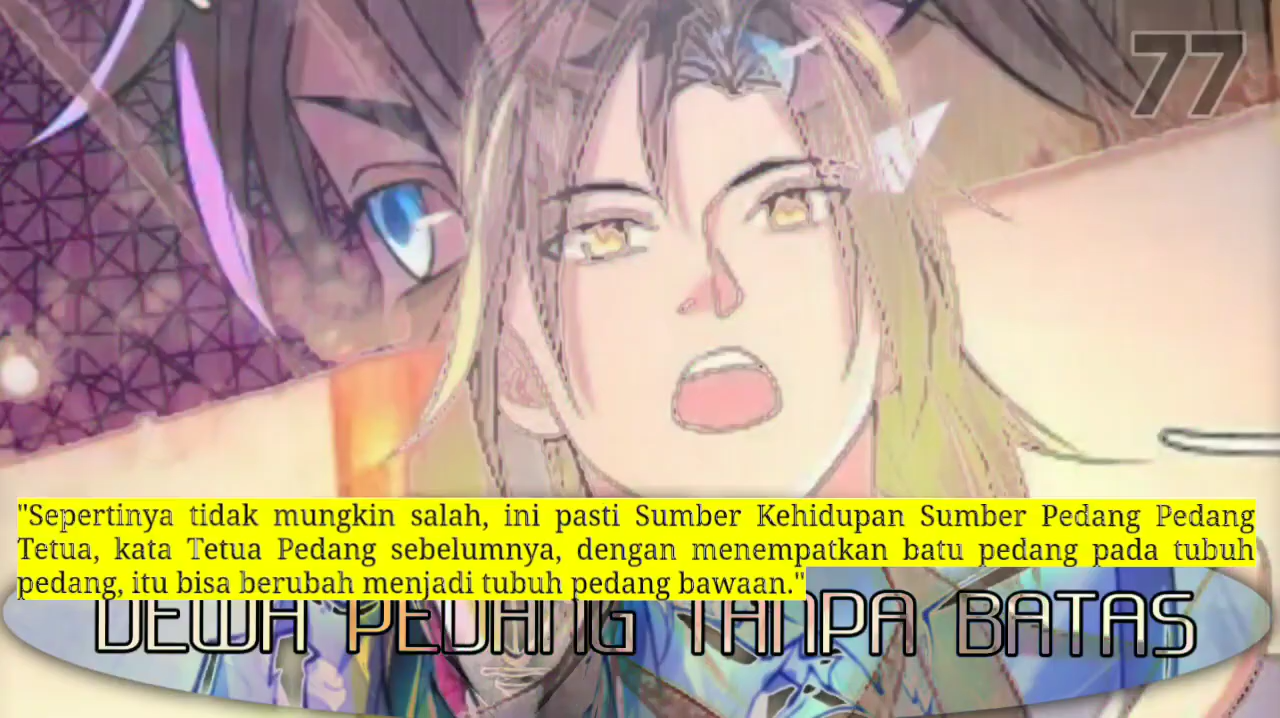 77
"Sepertinya tidak mungkin salah, ini pasti Sumber Kehidupan Sumber Pedang Pedang
Tetua, kata Tetua Pedang sebelumnya, dengan menempatkan batu pedang pada tubuh
pedang, itu bisa berubah menjadi tubuh pedang bawaan."
DEWA PEDANG TANPA BATAS